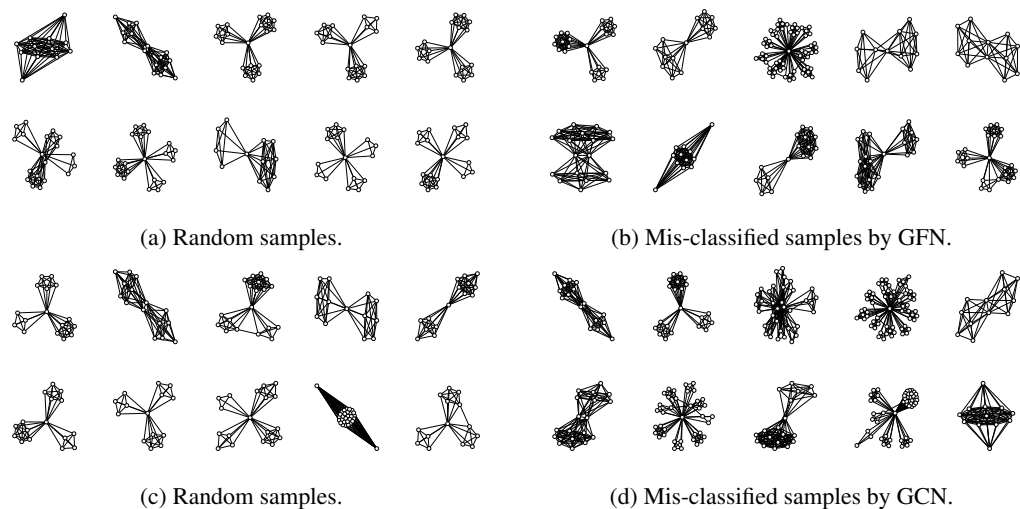 (a) Random samples.
(b) Mis-classified samples by GFN.
(c) Random samples.
(d) Mis-classified samples by GCN.